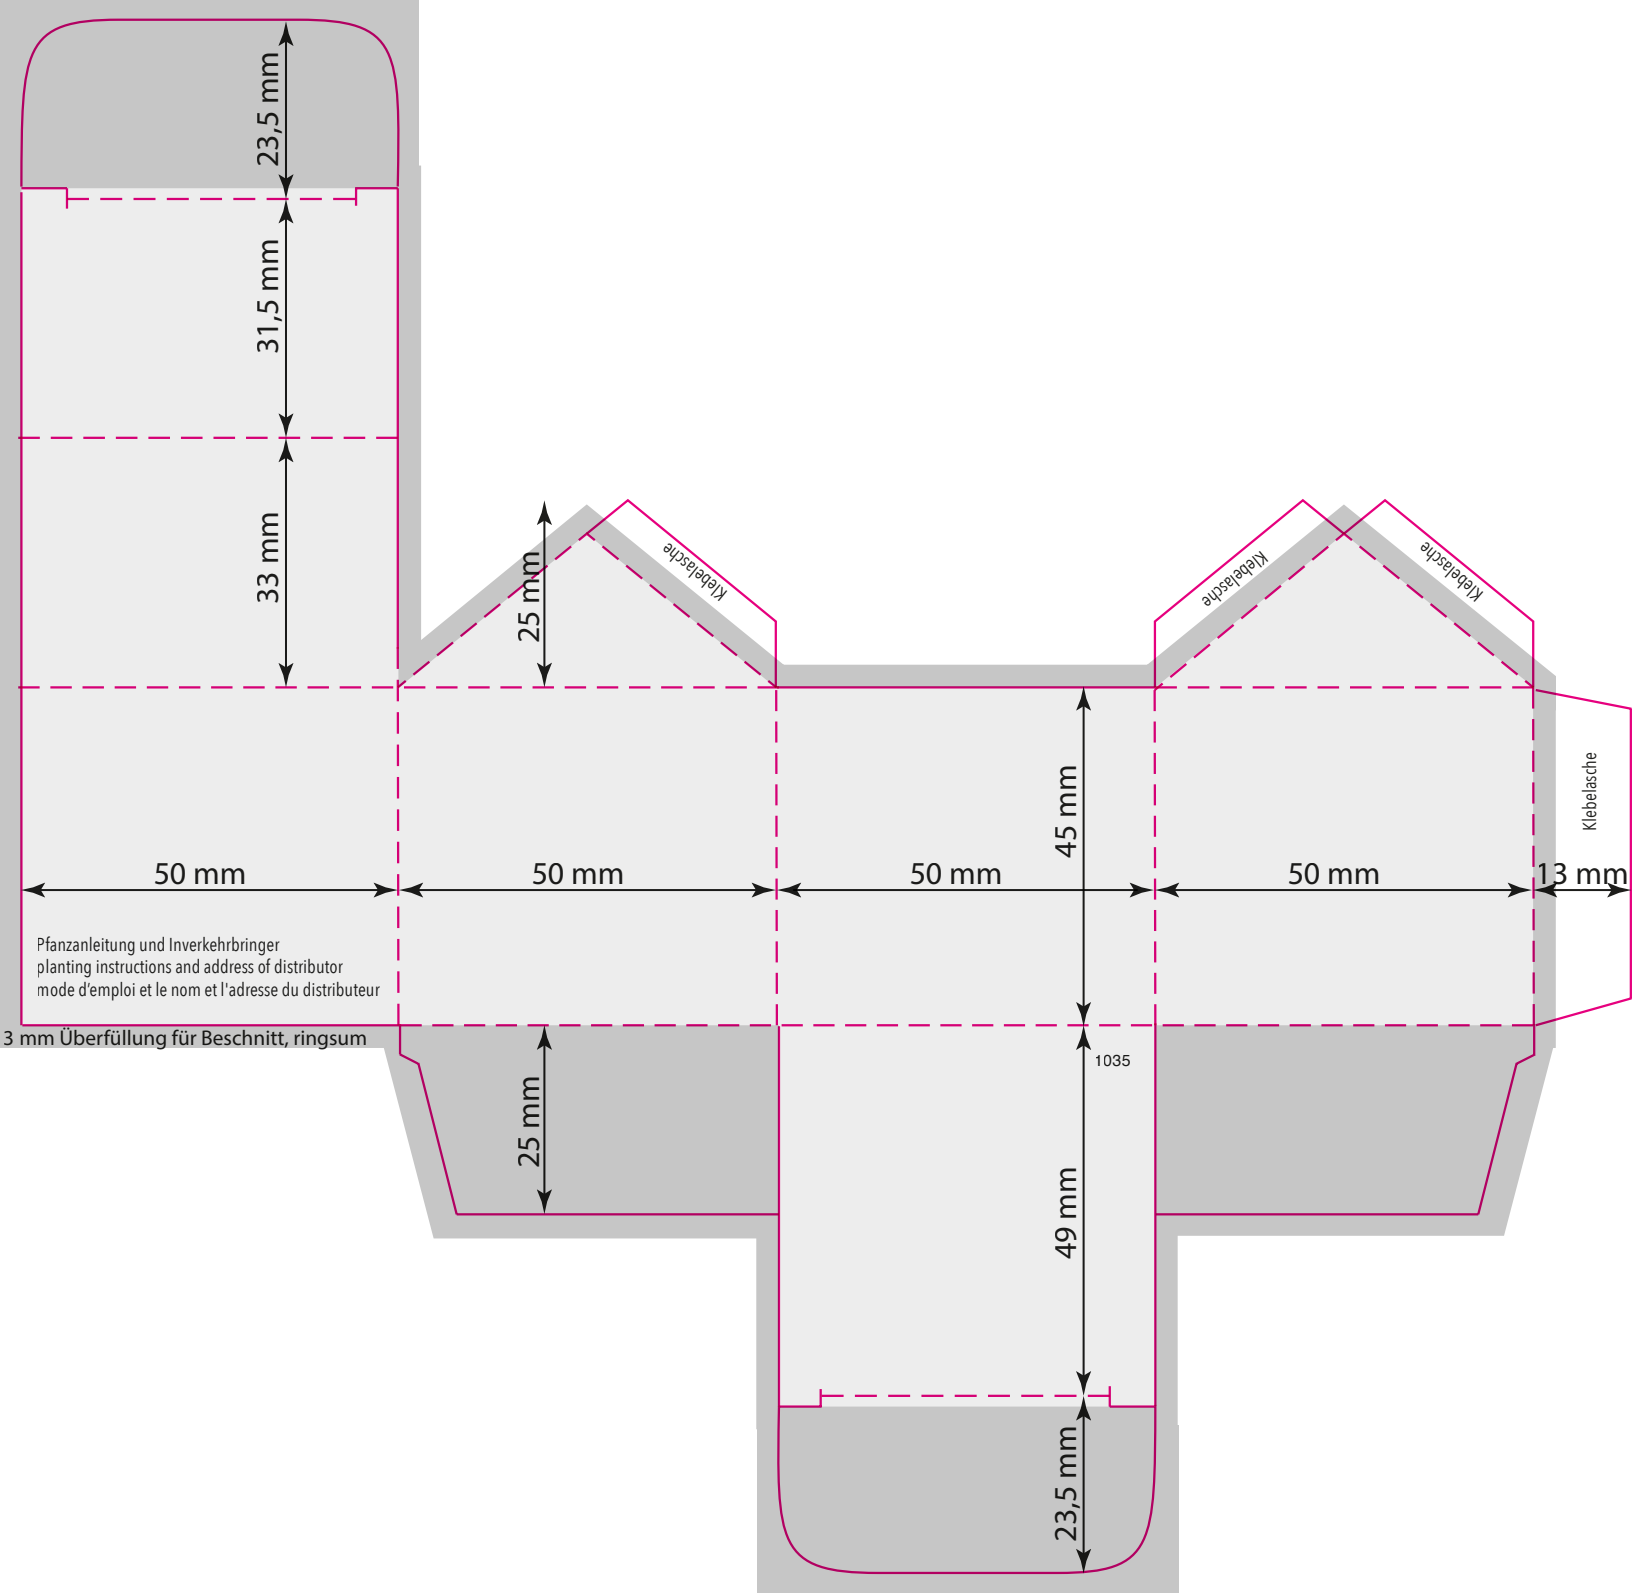 23,5 mm
31,5 mm
33 mm
25 mm
Klebelasche
Klebelasche
Klebelasche
Klebelasche
45 mm
50 mm
50 mm
50 mm
50 mm
13 mm
Pfanzanleitung und Inverkehrbringer
planting instructions and address of distributor
mode d'emploi et le nom et l'adresse du distributeur
3 mm Überfüllung für Beschnitt, ringsum
1035
25 mm
49 mm
23,5 mm